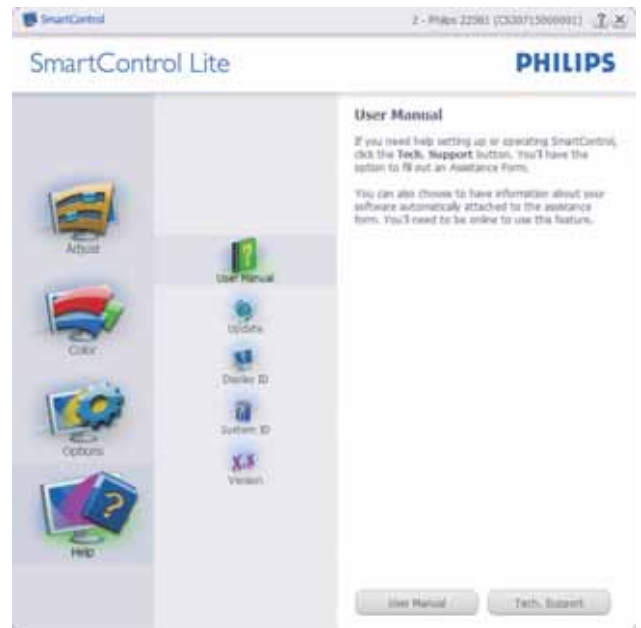 SmartControl
? X
SmartControl Lite
PHILIPS
User Manual
If you need help setting up or operating SmartControl,
click the Tech. Support button. You'll have the
option to fill out an Assistance Form.
You can also choose to have information about your
software automatically attached to the assistance
form. You'll need to be online to use this feature.
Adjust
Color
Options
Help
User Manual
Update
Display ID
System ID
Version
User Manual
Tech. Support